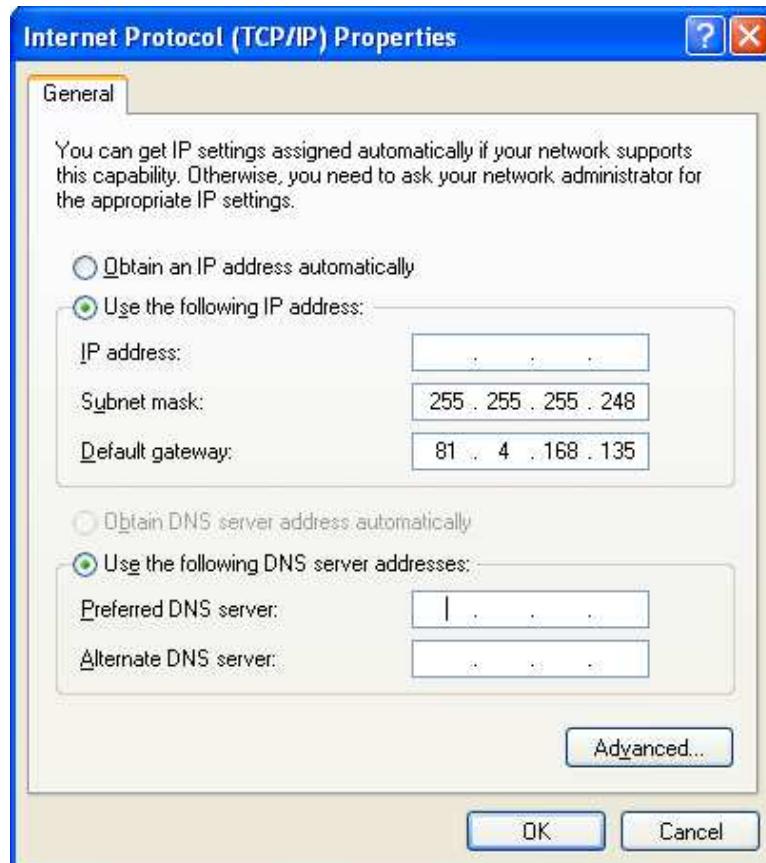 Internet Protocol (TCP/IP) Properties
General
You can get IP settings assigned automatically if your network supports
this capability. Otherwise, you need to ask your network administrator for
the appropriate IP settings.
Obtain an IP address automatically
Use the following IP address:
IP address: . . .
Subnet mask: 255 . 255 . 255 . 248
Default gateway: 81 . 4 . 168 . 135
Obtain DNS server address automatically
Use the following DNS server addresses:
Preferred DNS server: . . .
Alternate DNS server: . . .
Advanced...
OK Cancel